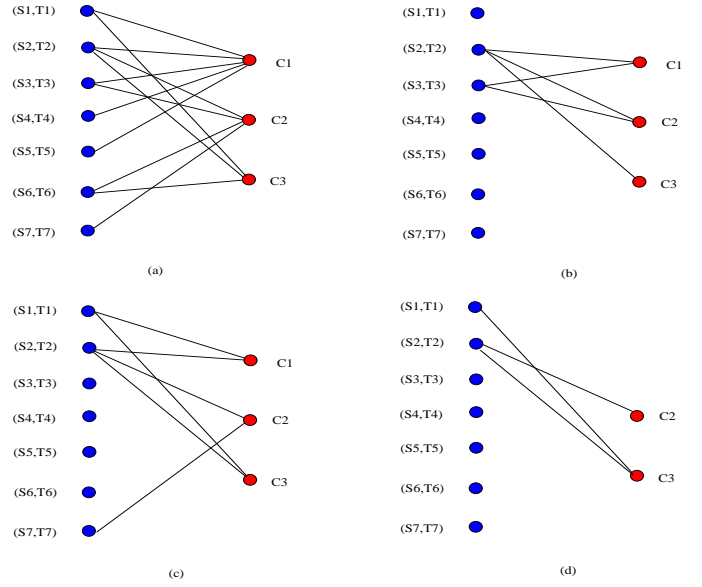 (S1,T1)
(S2,T2)
(S3,T3)
(S4,T4)
(S5,T5)
(S6,T6)
(S7,T7)
C1
C2
C3
(a)
(S1,T1)
(S2,T2)
(S3,T3)
(S4,T4)
(S5,T5)
(S6,T6)
(S7,T7)
C1
C2
C3
(b)
(S1,T1)
(S2,T2)
(S3,T3)
(S4,T4)
(S5,T5)
(S6,T6)
(S7,T7)
C1
C2
C3
(c)
(S1,T1)
(S2,T2)
(S3,T3)
(S4,T4)
(S5,T5)
(S6,T6)
(S7,T7)
C2
C3
(d)